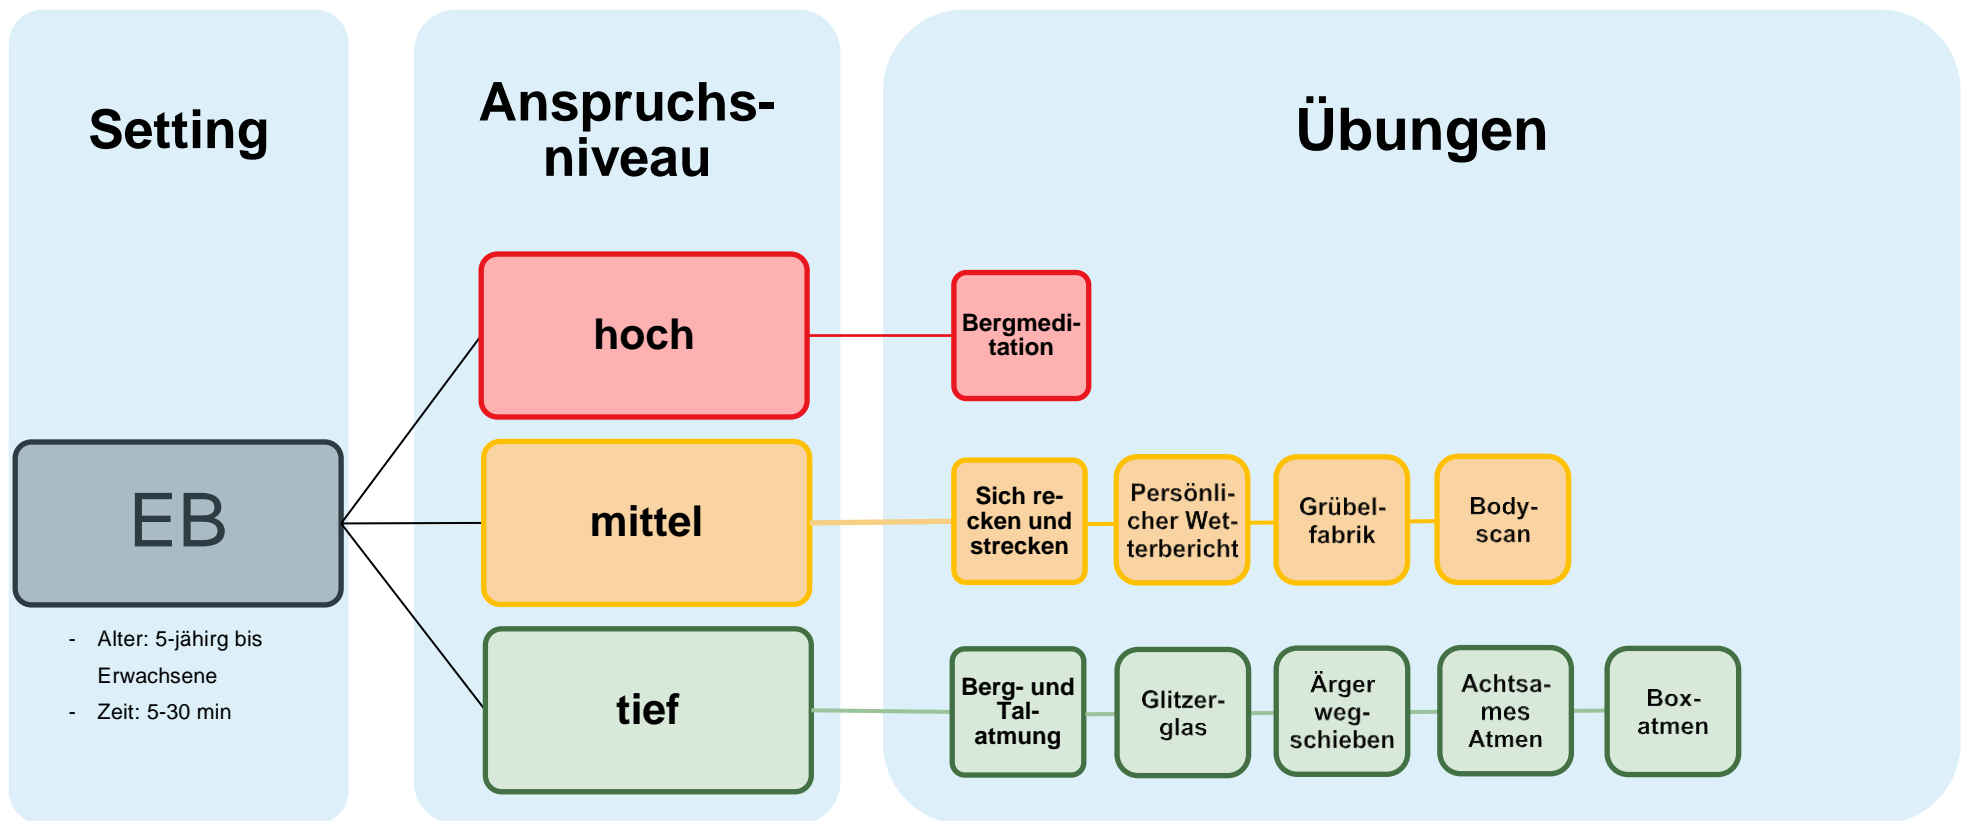 Setting
Anspruchs-
niveau
Übungen
EB
- Alter: 5-jähirg bis
Erwachsene
- Zeit: 5-30 min
hoch
Bergmedi-
tation
mittel
Sich re-
cken und
strecken
Persönli-
cher Wet-
terbericht
Grübel-
fabrik
Body-
scan
tief
Berg- und
Tal-
atmung
Glitzer-
glas
Ärger
weg-
schieben
Achtsa-
mes
Atmen
Box-
atmen